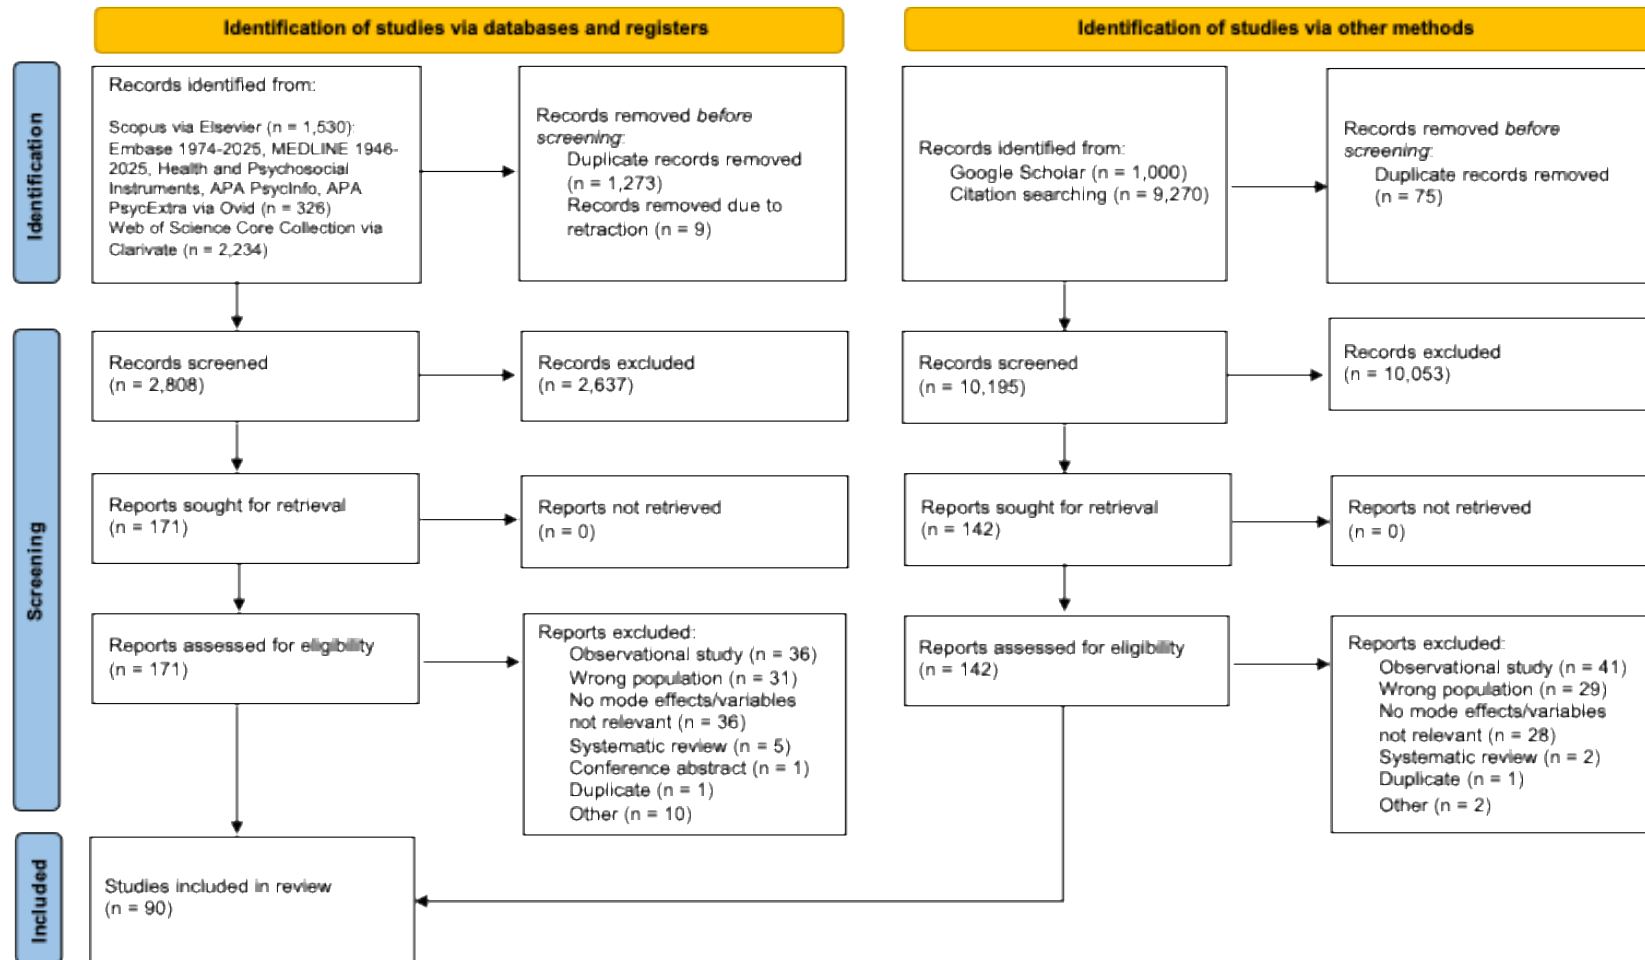 Identification of studies via databases and registers
Identification of studies via other methods
Identification
Records identified from:
Scopus via Elsevier (n = 1,530):
Embase 1974-2025, MEDLINE 1946-
2025, Health and Psychosocial
Instruments, APA PsycInfo, APA
PsycExtra via Ovid (n = 326)
Web of Science Core Collection via
Clarivate (n = 2,234)
Records removed before
screening:
Duplicate records removed
(n = 1,273)
Records removed due to
retraction (n = 9)
Records identified from:
Google Scholar (n = 1,000)
Citation searching (n = 9,270)
Records removed before
screening:
Duplicate records removed
(n = 75)
Screening
Records screened
(n = 2,808)
Records excluded
(n = 2,637)
Records screened
(n = 10,195)
Records excluded
(n = 10,053)
Reports sought for retrieval
(n = 171)
Reports not retrieved
(n = 0)
Reports sought for retrieval
(n = 142)
Reports not retrieved
(n = 0)
Reports assessed for eligibility
(n = 171)
Reports excluded:
Observational study (n = 36)
Wrong population (n = 31)
No mode effects/variables
not relevant (n = 36)
Systematic review (n = 5)
Conference abstract (n = 1)
Duplicate (n = 1)
Other (n = 10)
Reports assessed for eligibility
(n = 142)
Reports excluded:
Observational study (n = 41)
Wrong population (n = 29)
No mode effects/variables
not relevant (n = 28)
Systematic review (n = 2)
Duplicate (n = 1)
Other (n = 2)
Included
Studies included in review
(n = 90)